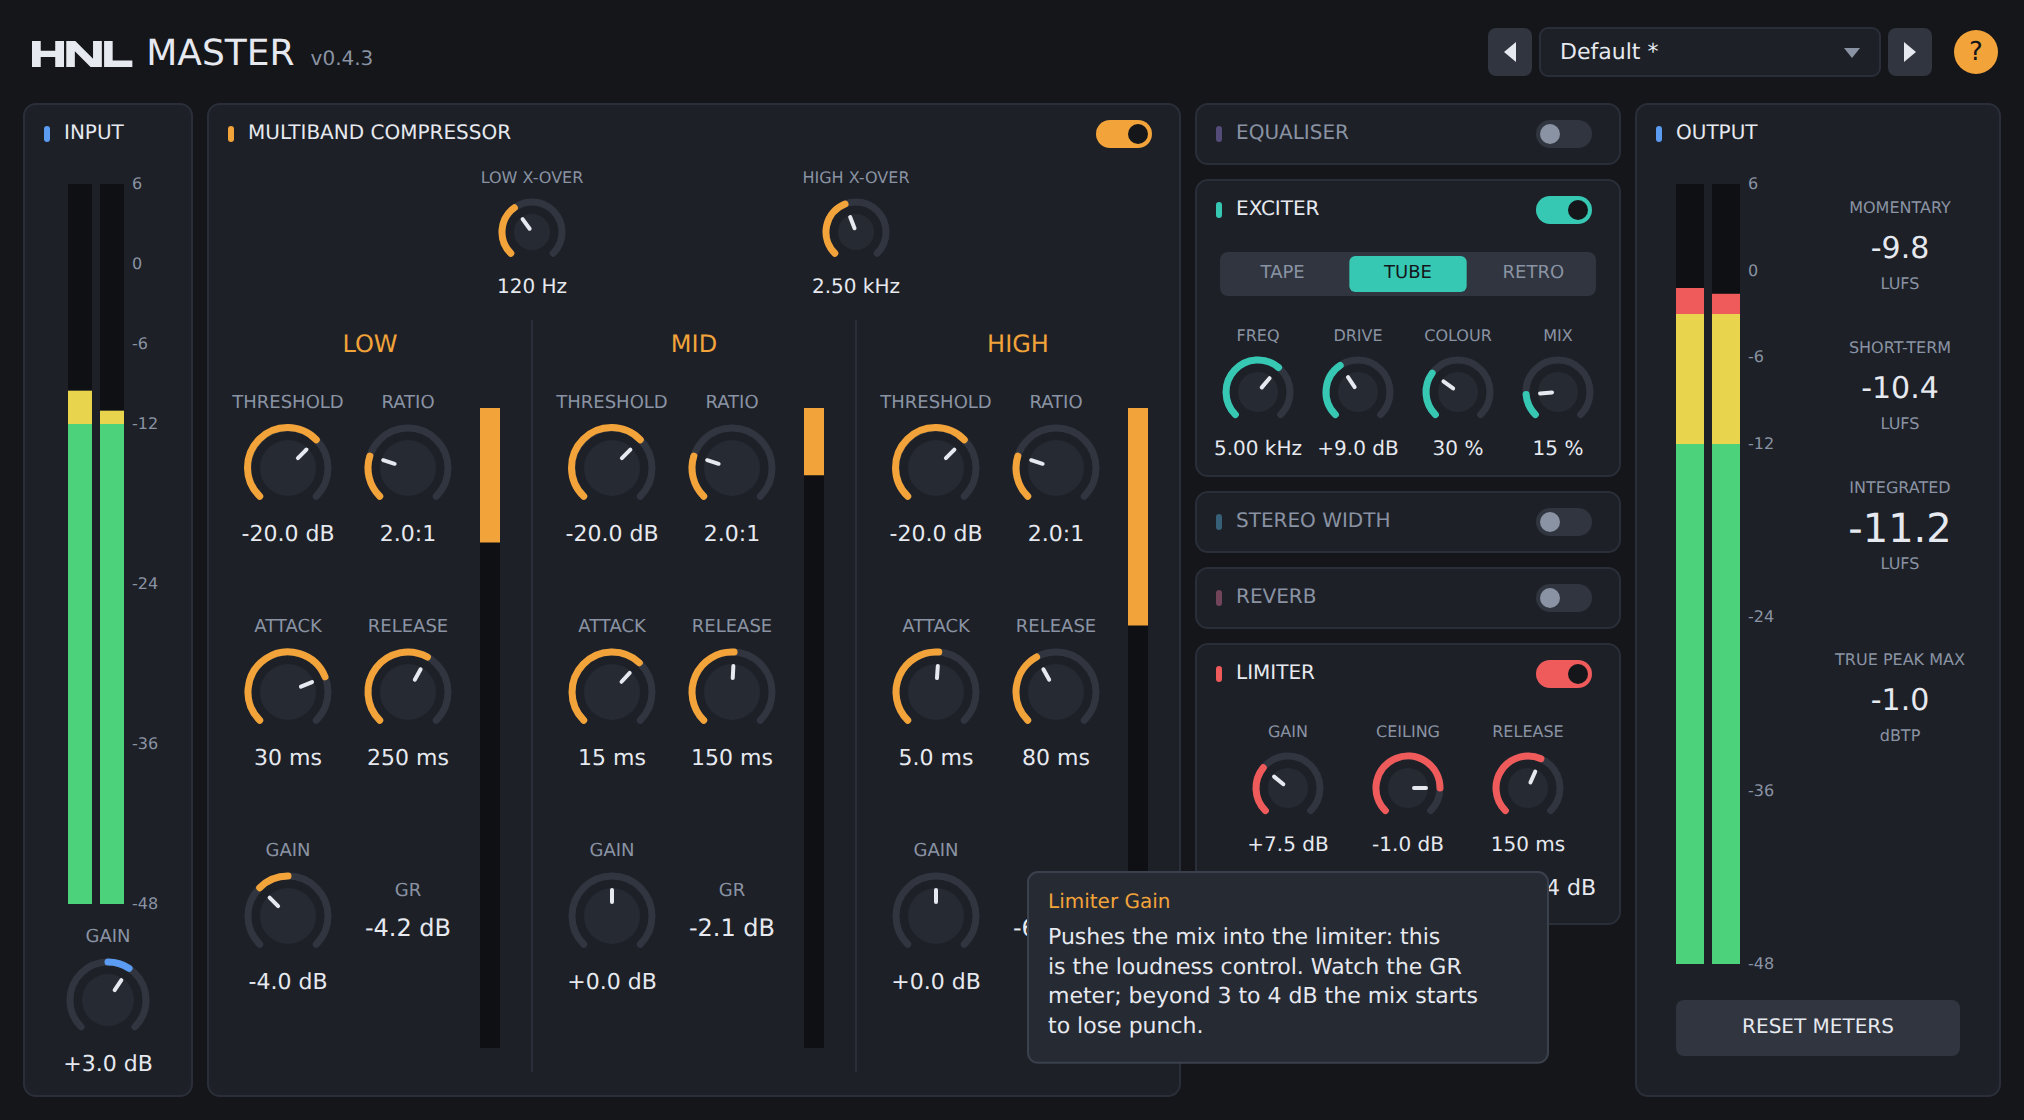 HNL MASTER v0.4.3
Default *
?
INPUT
6
0
-6
-12
-24
-36
-48
GAIN
+3.0 dB
MULTIBAND COMPRESSOR
LOW X-OVER
120 Hz
HIGH X-OVER
2.50 kHz
LOW
THRESHOLD RATIO
-20.0 dB 2.0:1
ATTACK RELEASE
30 ms 250 ms
GAIN
GR
-4.2 dB
-4.0 dB
MID
THRESHOLD RATIO
-20.0 dB 2.0:1
ATTACK RELEASE
15 ms 150 ms
GAIN
GR
-2.1 dB
+0.0 dB
HIGH
THRESHOLD RATIO
-20.0 dB 2.0:1
ATTACK RELEASE
5.0 ms 80 ms
GAIN
+0.0 dB
EQUALISER
EXCITER
TAPE TUBE RETRO
FREQ DRIVE COLOUR MIX
5.00 kHz +9.0 dB 30 % 15 %
STEREO WIDTH
REVERB
LIMITER
GAIN CEILING RELEASE
+7.5 dB -1.0 dB 150 ms
4 dB
Limiter Gain
Pushes the mix into the limiter: this
is the loudness control. Watch the GR
meter; beyond 3 to 4 dB the mix starts
to lose punch.
OUTPUT
6
0
-6
-12
-24
-36
-48
MOMENTARY
-9.8
LUFS
SHORT-TERM
-10.4
LUFS
INTEGRATED
-11.2
LUFS
TRUE PEAK MAX
-1.0
dBTP
RESET METERS